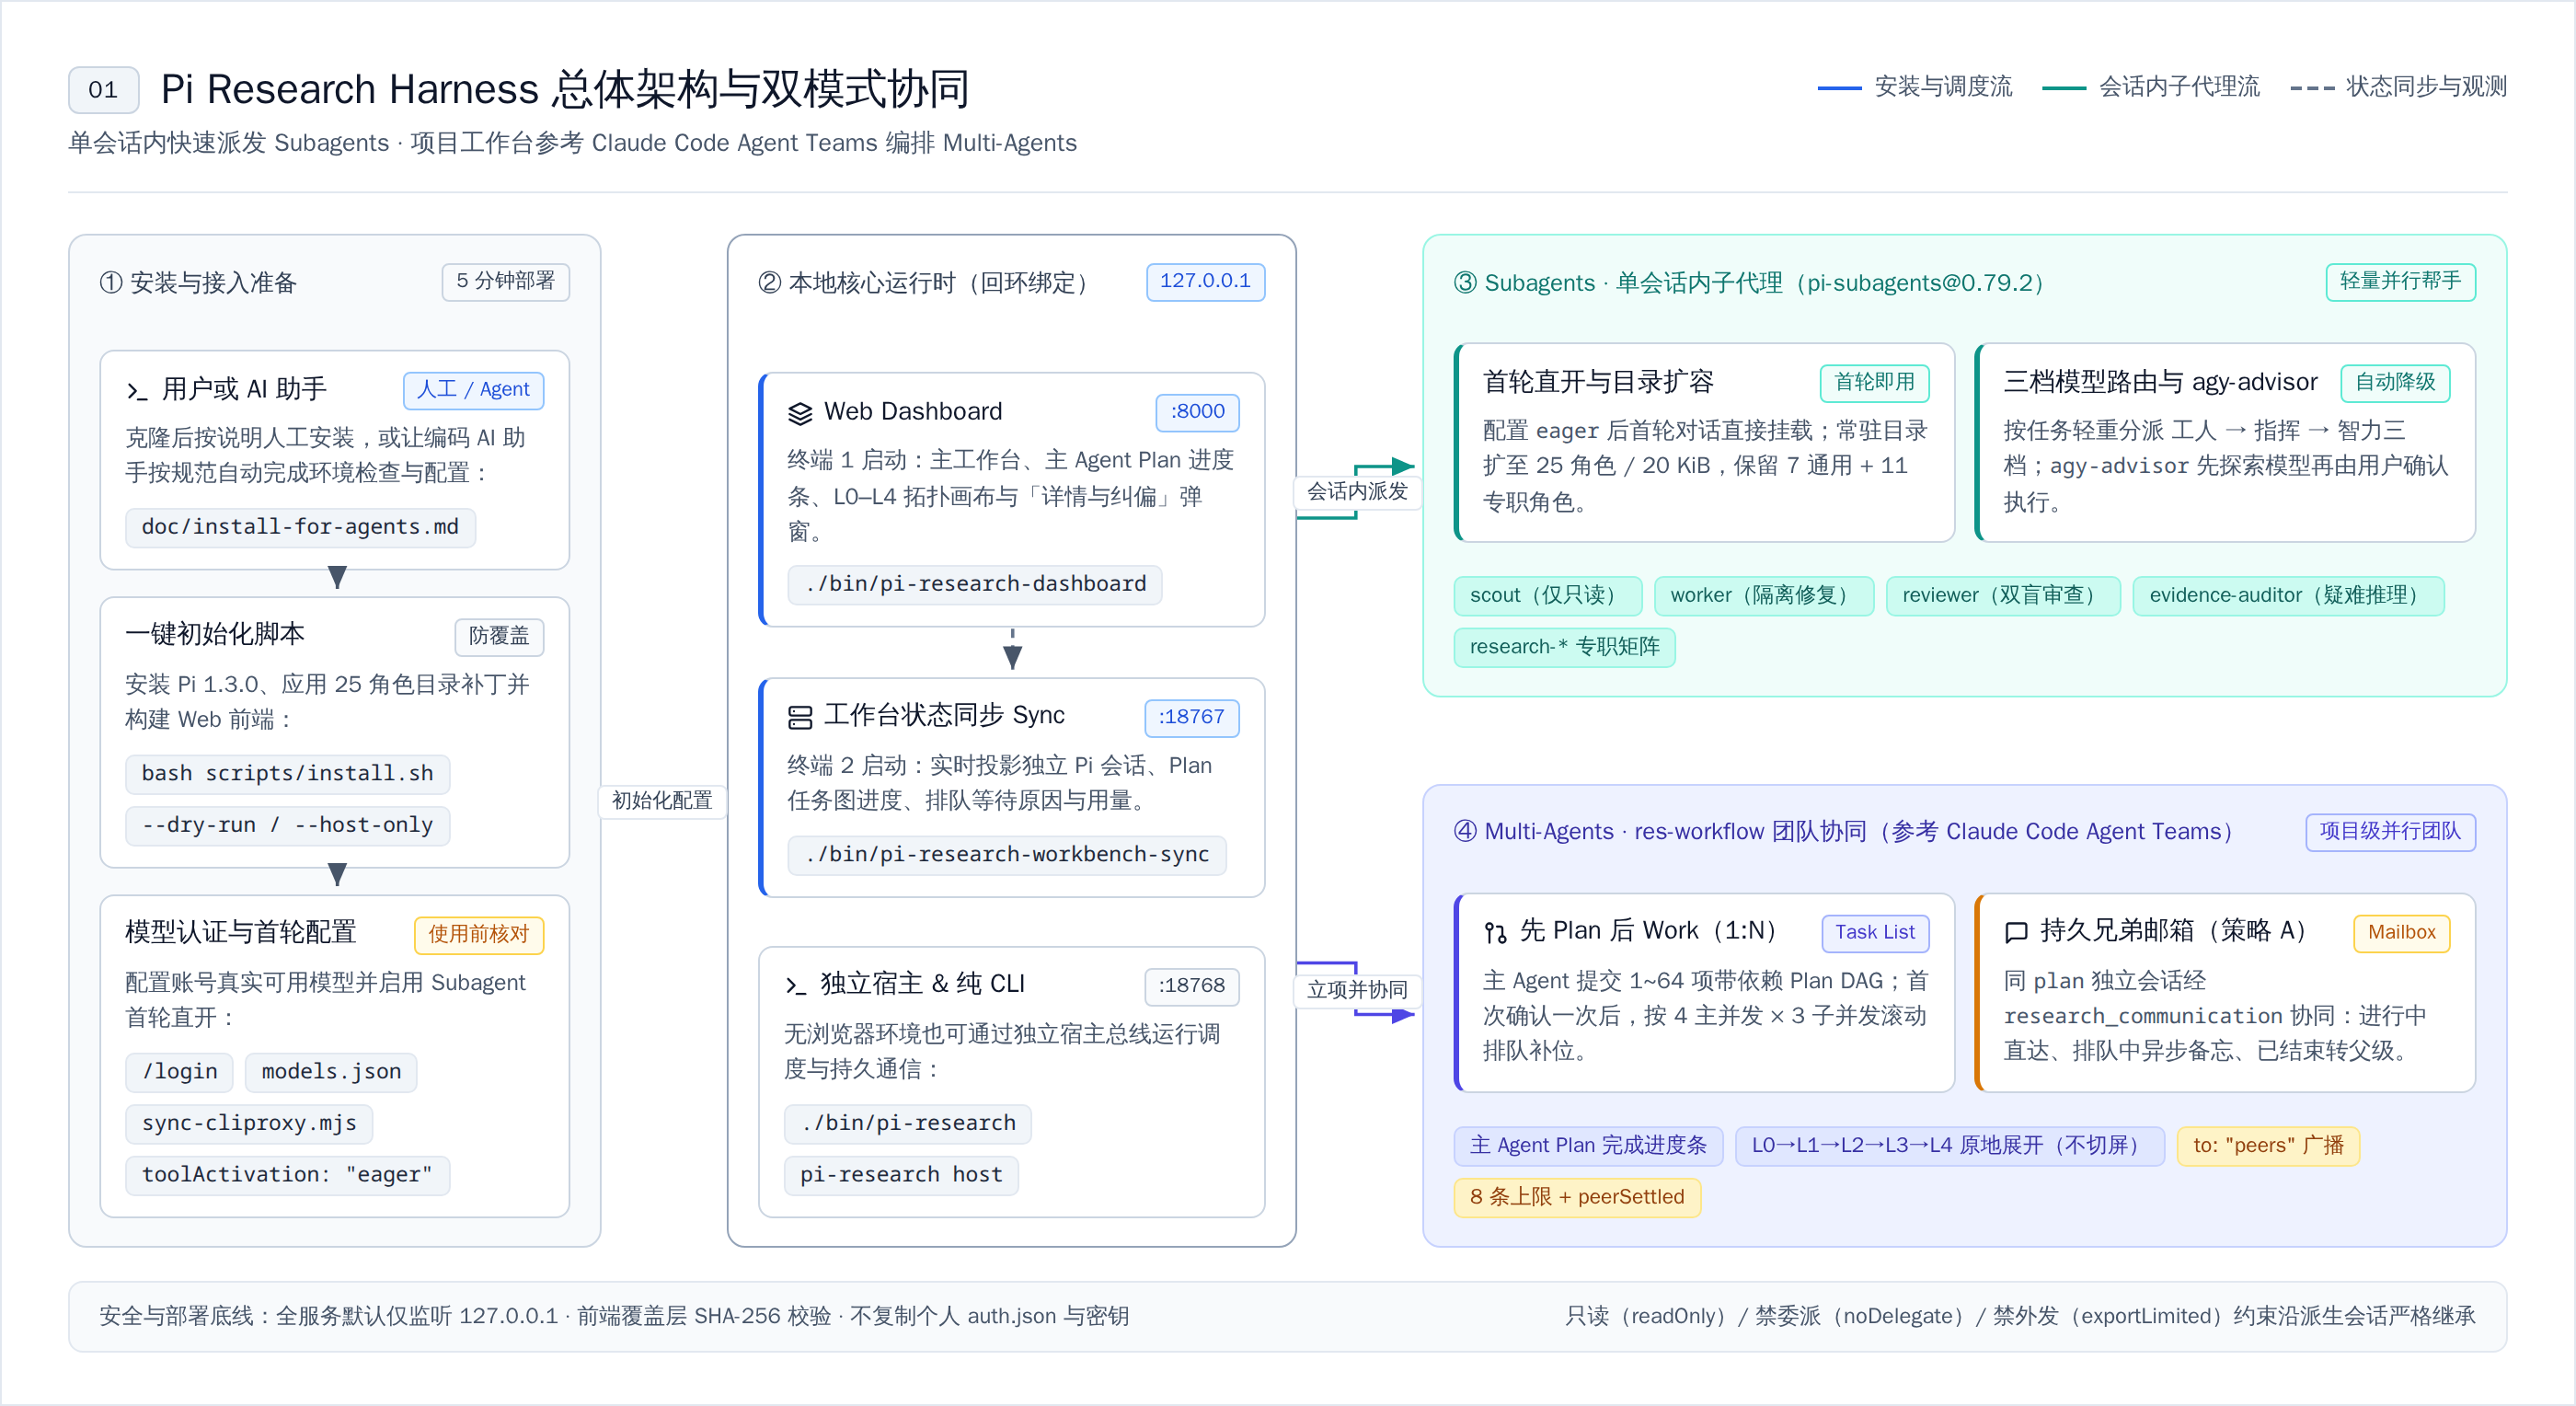 01 Pi Research Harness 总体架构与双模式协同
安装与调度流 会话内子代理流 状态同步与观测
单会话内快速派发 Subagents · 项目工作台参考 Claude Code Agent Teams 编排 Multi-Agents
① 安装与接入准备 5 分钟部署
用户或 AI 助手 人工 / Agent
克隆后按说明人工安装，或让编码 AI 助
手按规范自动完成环境检查与配置：
doc/install-for-agents.md
一键初始化脚本 防覆盖
安装 Pi 1.3.0、应用 25 角色目录补丁并
构建 Web 前端：
bash scripts/install.sh
--dry-run / --host-only
模型认证与首轮配置 使用前核对
配置账号真实可用模型并启用 Subagent
首轮直开：
/login models.json
sync-cliproxy.mjs
toolActivation: "eager"
初始化配置
② 本地核心运行时（回环绑定） 127.0.0.1
Web Dashboard :8000
终端 1 启动：主工作台、主 Agent Plan 进度
条、L0–L4 拓扑画布与「详情与纠偏」弹
窗。
./bin/pi-research-dashboard
工作台状态同步 Sync :18767
终端 2 启动：实时投影独立 Pi 会话、Plan
任务图进度、排队等待原因与用量。
./bin/pi-research-workbench-sync
独立宿主 & 纯 CLI :18768
无浏览器环境也可通过独立宿主总线运行调
度与持久通信：
./bin/pi-research
pi-research host
会话内派发
立项并协同
③ Subagents · 单会话内子代理（pi-subagents@0.79.2） 轻量并行帮手
首轮直开与目录扩容 首轮即用
配置 eager 后首轮对话直接挂载；常驻目录
扩至 25 角色 / 20 KiB，保留 7 通用 + 11
专职角色。
三档模型路由与 agy-advisor 自动降级
按任务轻重分派 工人 → 指挥 → 智力三
档；agy-advisor 先探索模型再由用户确认
执行。
scout（仅只读） worker（隔离修复） reviewer（双盲审查） evidence-auditor（疑难推理）
research-* 专职矩阵
④ Multi-Agents · res-workflow 团队协同（参考 Claude Code Agent Teams） 项目级并行团队
先 Plan 后 Work（1:N） Task List
主 Agent 提交 1~64 项带依赖 Plan DAG；首
次确认一次后，按 4 主并发 × 3 子并发滚动
排队补位。
持久兄弟邮箱（策略 A） Mailbox
同 plan 独立会话经
research_communication 协同：进行中
直达、排队中异步备忘、已结束转父级。
主 Agent Plan 完成进度条 L0→L1→L2→L3→L4 原地展开（不切屏） to: "peers" 广播
8 条上限 + peerSettled
安全与部署底线：全服务默认仅监听 127.0.0.1 · 前端覆盖层 SHA-256 校验 · 不复制个人 auth.json 与密钥
只读（readOnly）/ 禁委派（noDelegate）/ 禁外发（exportLimited）约束沿派生会话严格继承